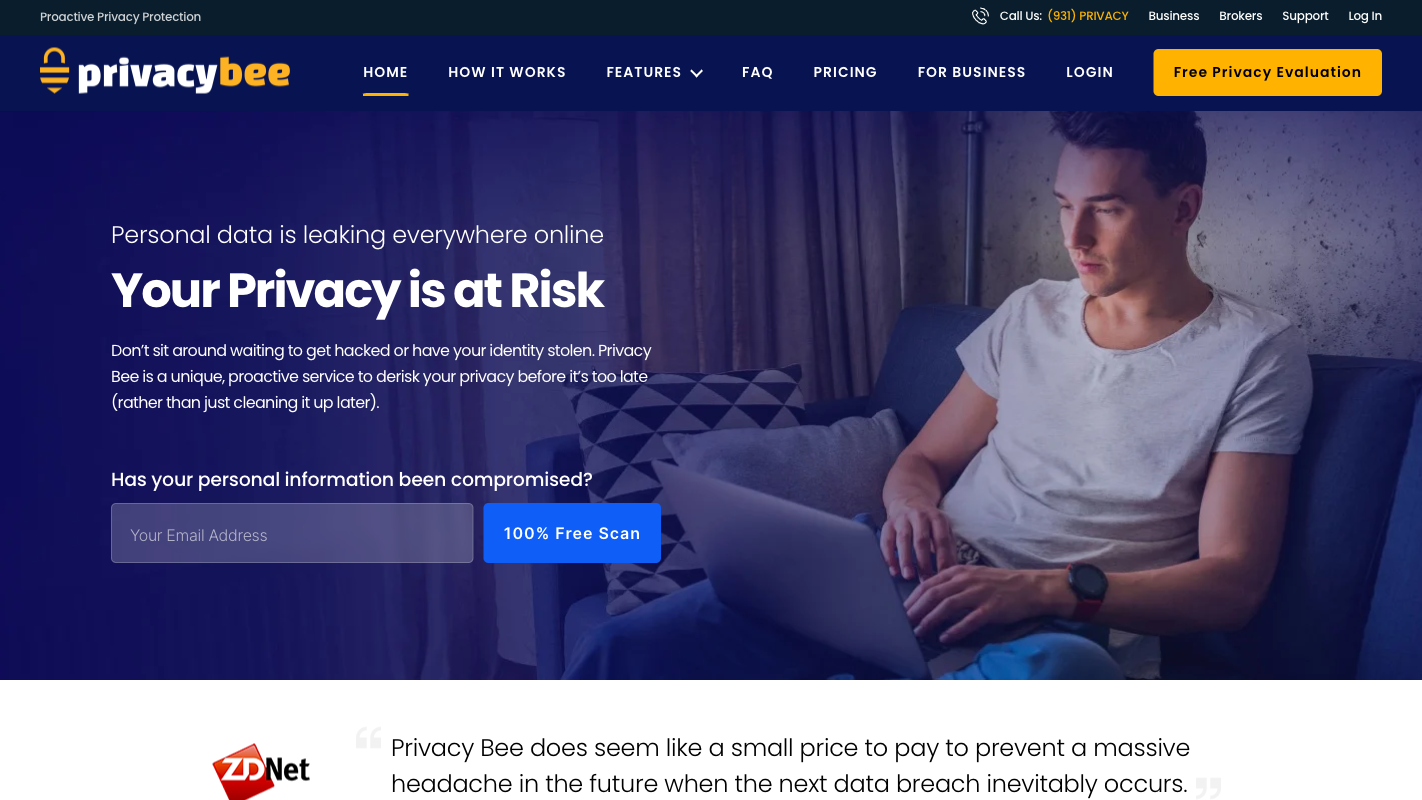 Proactive Privacy Protection
Call Us: (931) PRIVACY Business Brokers Support Log In
privacybee
HOME HOW IT WORKS FEATURES FAQ PRICING FOR BUSINESS LOGIN Free Privacy Evaluation
Personal data is leaking everywhere online
Your Privacy is at Risk
Don’t sit around waiting to get hacked or have your identity stolen. Privacy
Bee is a unique, proactive service to derisk your privacy before it’s too late
(rather than just cleaning it up later).
Has your personal information been compromised?
Your Email Address
100% Free Scan
ZDNet
“ Privacy Bee does seem like a small price to pay to prevent a massive
headache in the future when the next data breach inevitably occurs. ”